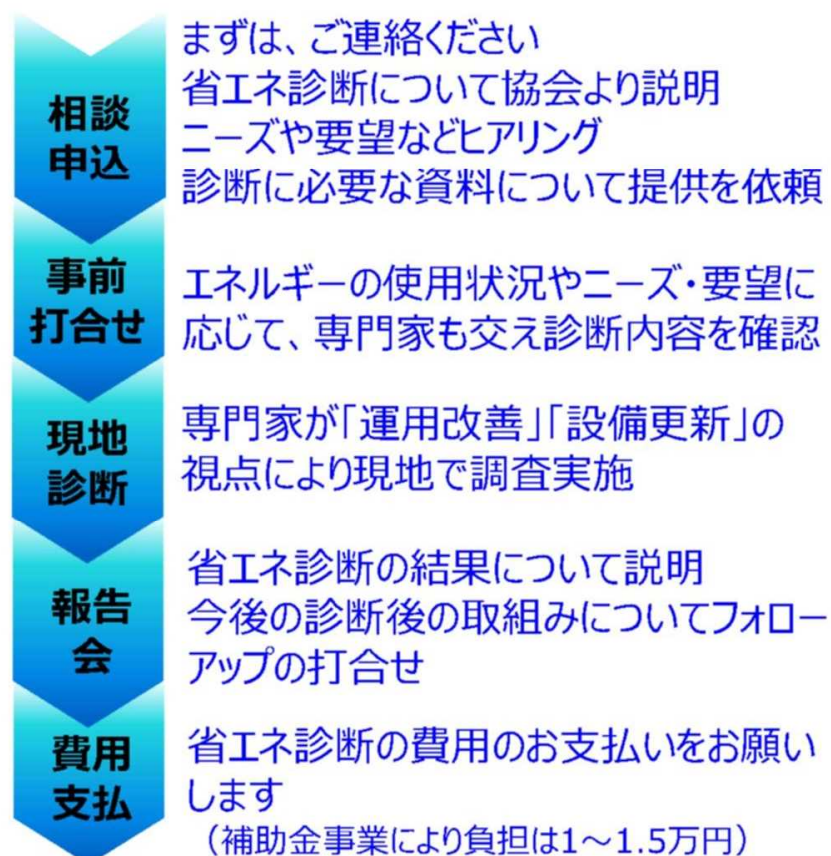 相談
申込
まずは、ご連絡ください
省エネ診断について協会より説明
ニーズや要望などヒアリング
診断に必要な資料について提供を依頼
事前
打合せ
エネルギーの使用状況やニーズ・要望に
応じて、専門家も交え診断内容を確認
現地
診断
専門家が「運用改善」「設備更新」の
視点により現地で調査実施
報告
会
省エネ診断の結果について説明
今後の診断後の取組みについてフォロー
アップの打合せ
費用
支払
省エネ診断の費用のお支払いをお願い
します
（補助金事業により負担は1～1.5万円）